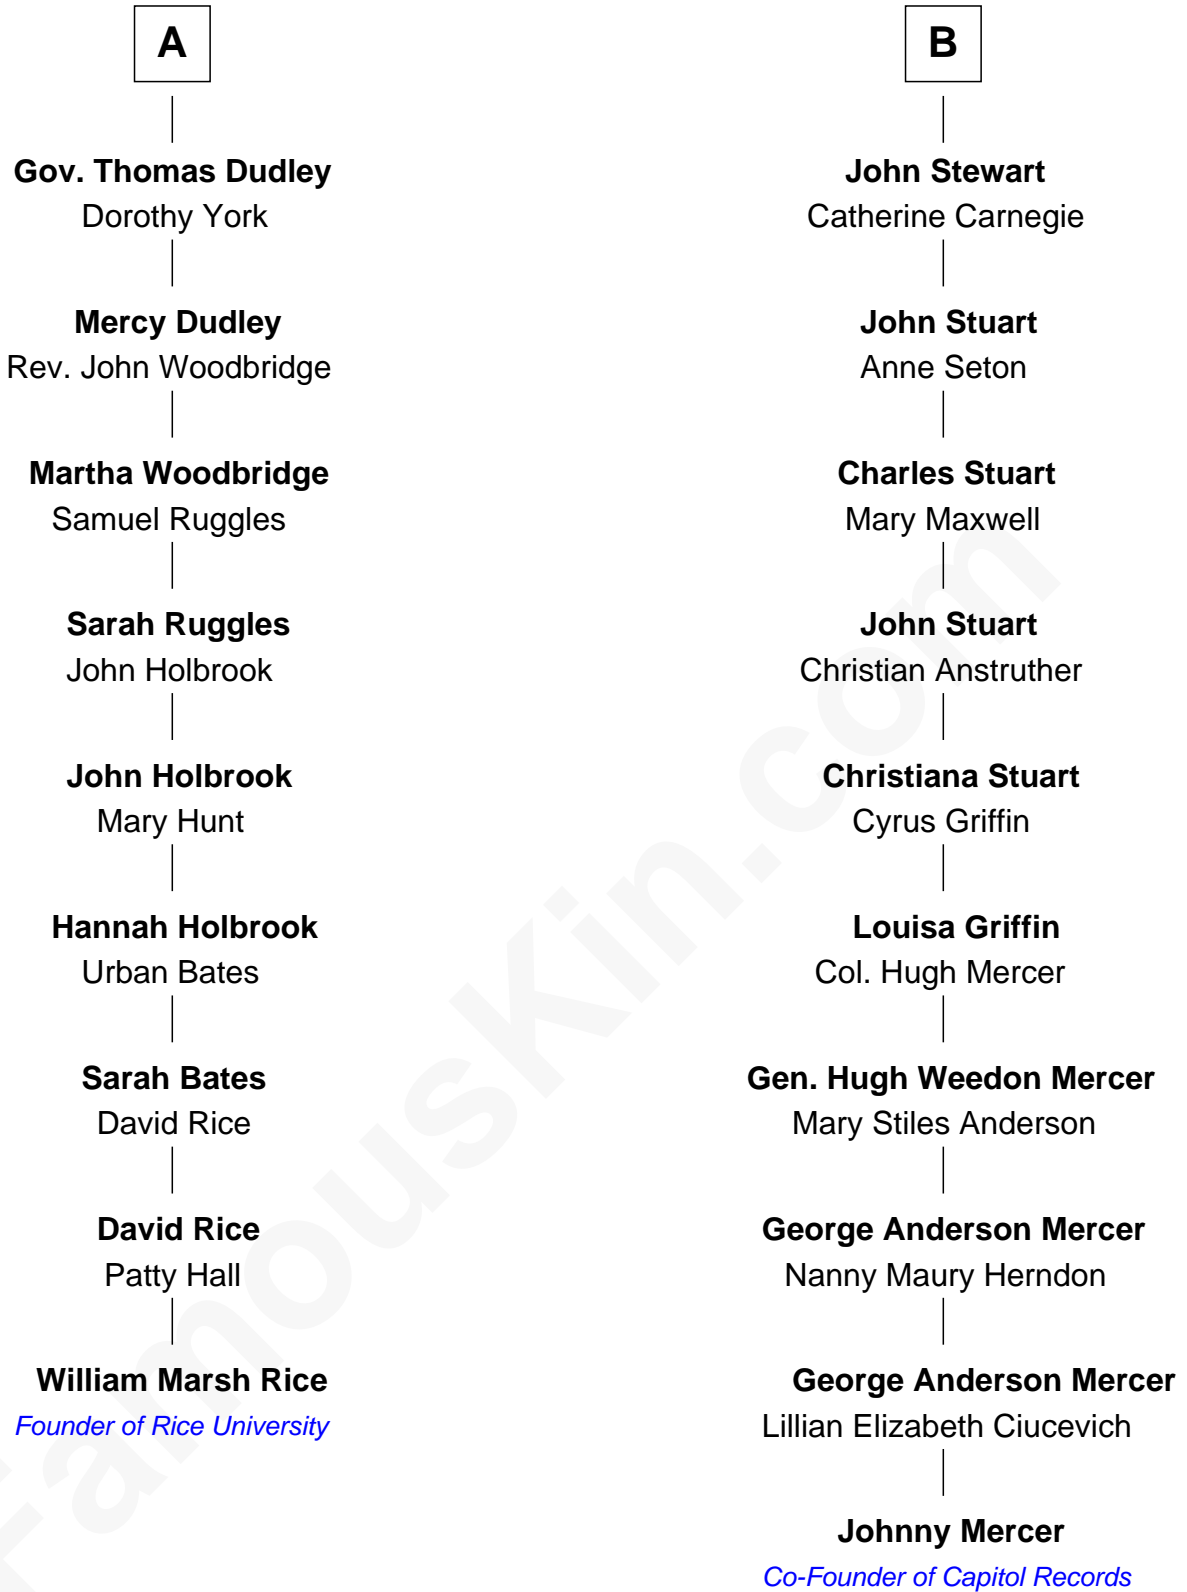 A
Gov. Thomas Dudley
Dorothy York
Mercy Dudley
Rev. John Woodbridge
Martha Woodbridge
Samuel Ruggles
Sarah Ruggles
John Holbrook
John Holbrook
Mary Hunt
Hannah Holbrook
Urban Bates
Sarah Bates
David Rice
David Rice
Patty Hall
William Marsh Rice
Founder of Rice University
B
John Stewart
Catherine Carnegie
John Stuart
Anne Seton
Charles Stuart
Mary Maxwell
John Stuart
Christian Anstruther
Christiana Stuart
Cyrus Griffin
Louisa Griffin
Col. Hugh Mercer
Gen. Hugh Weedon Mercer
Mary Stiles Anderson
George Anderson Mercer
Nanny Maury Herndon
George Anderson Mercer
Lillian Elizabeth Ciucevich
Johnny Mercer
Co-Founder of Capitol Records
FamousKin.com